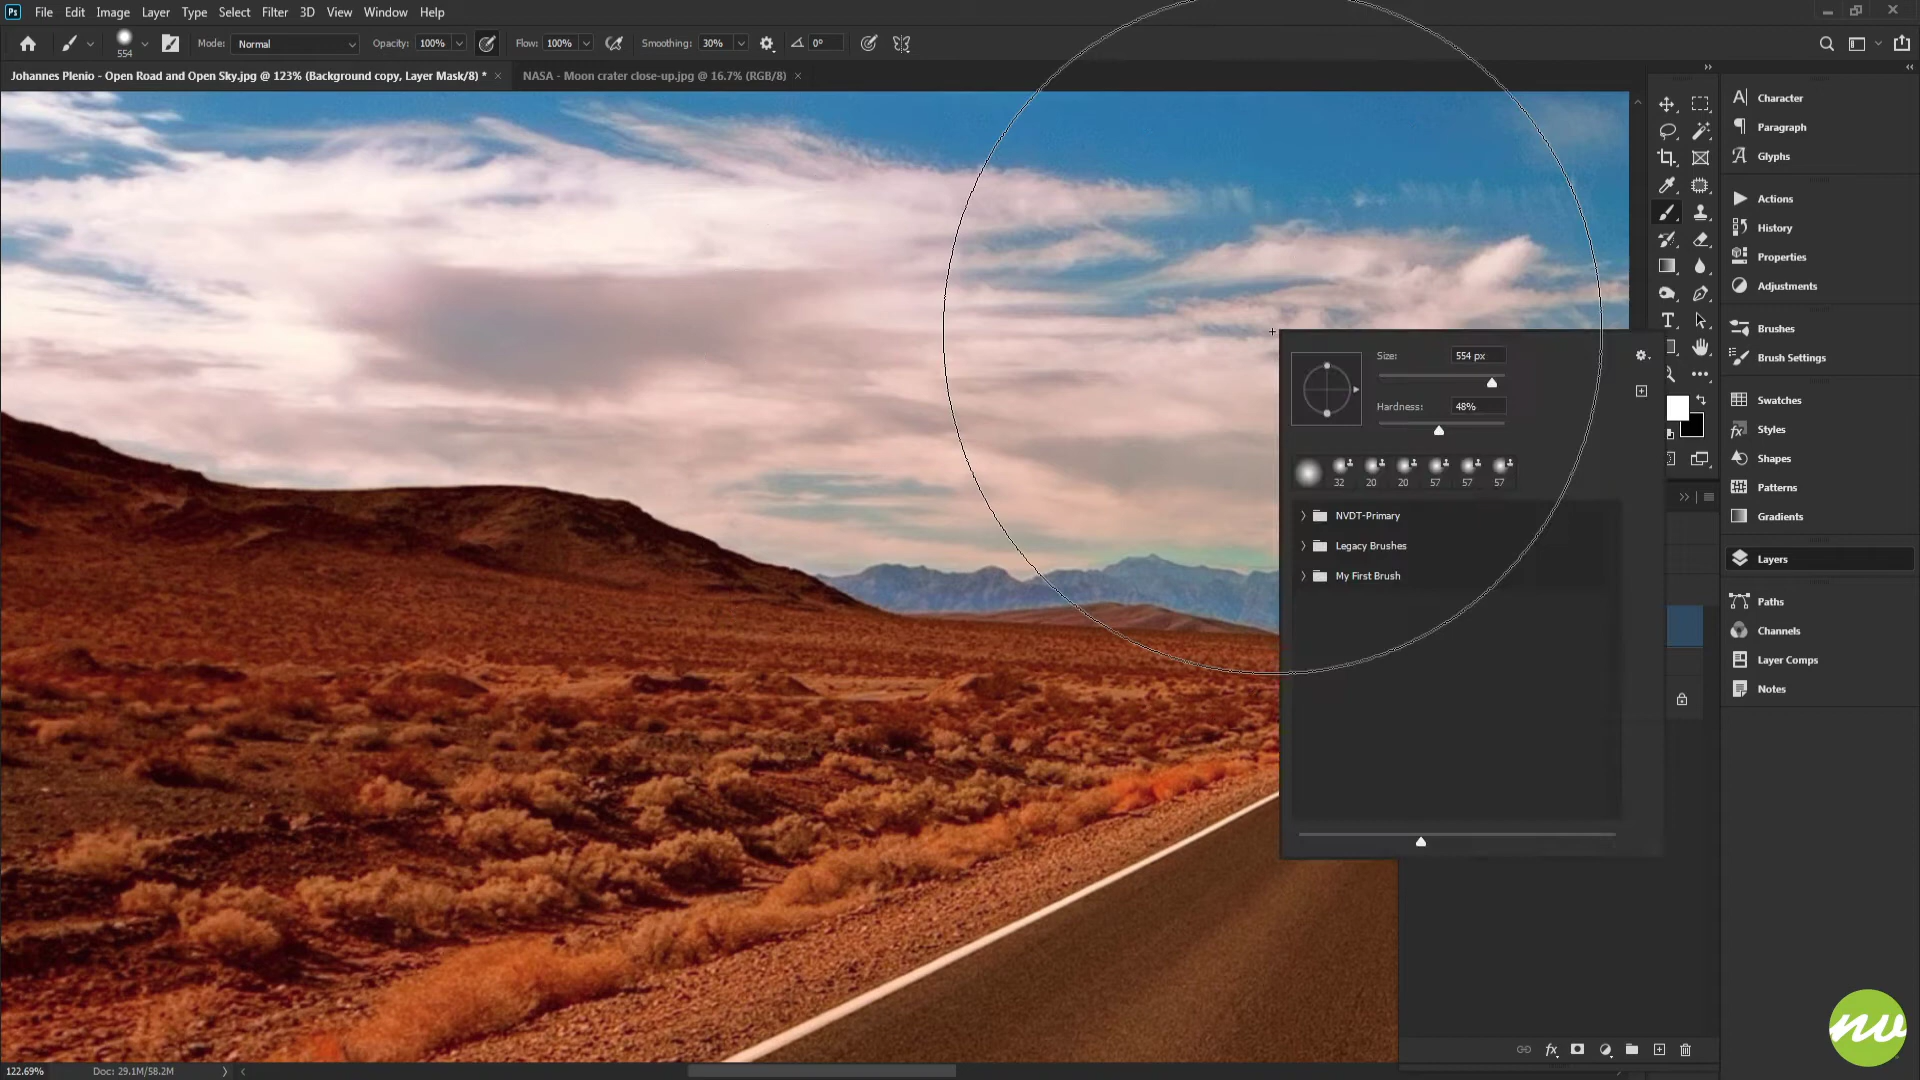 Ps File Edit Image Layer Type Select Filter 3D View Window Help
554 Mode: Normal Opacity: 100% Flow: 100% Smoothing: 30% 0°
Johannes Plenio - Open Road and Open Sky.jpg @ 123% (Background copy, Layer Mask/8) * × NASA - Moon crater close-up.jpg @ 16.7% (RGB/8) ×
Character
Paragraph
Glyphs
Actions
History
Properties
Adjustments
Brushes
Brush Settings
Swatches
Styles
Shapes
Patterns
Gradients
Layers
Paths
Channels
Layer Comps
Notes
Size: 554 px
Hardness: 48%
32 20 20 57 57 57
NVDT-Primary
Legacy Brushes
My First Brush
fx
122.69% Doc: 29.1M/58.2M
nv